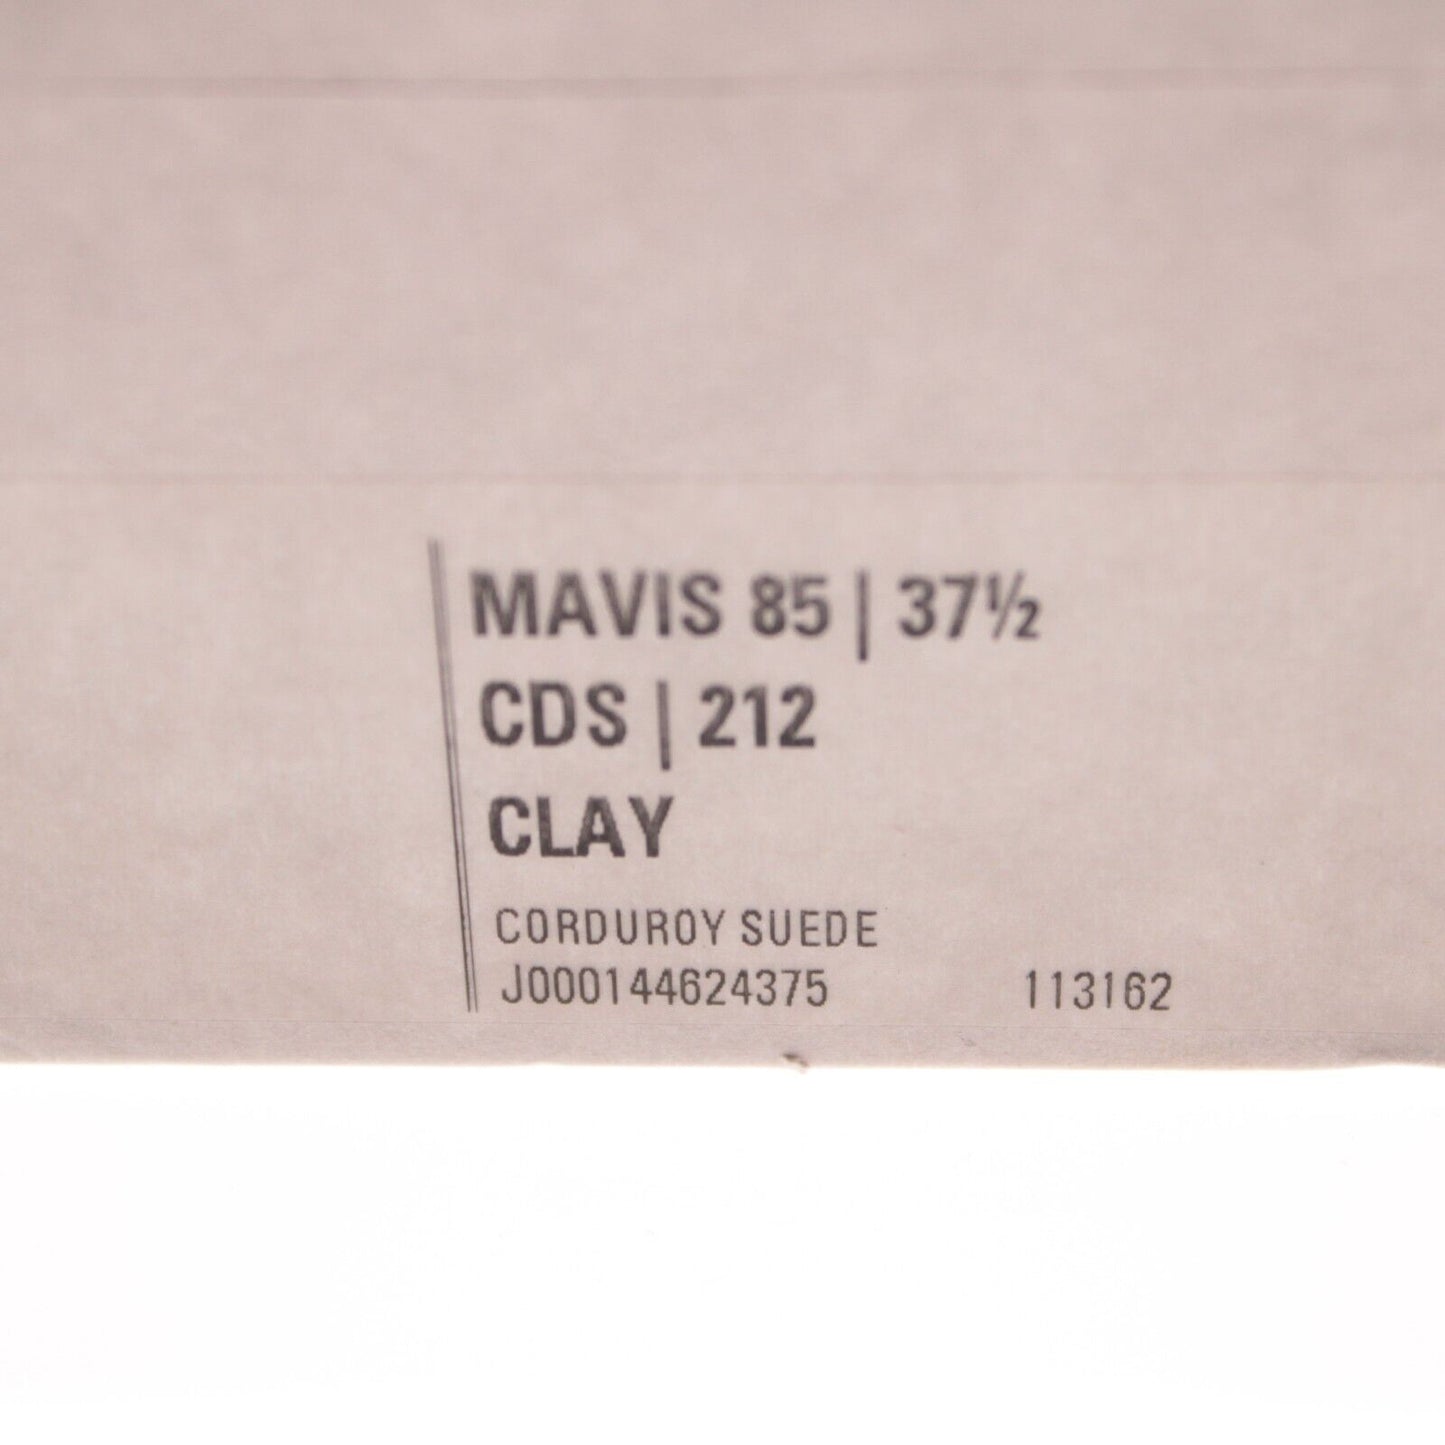 MAVIS 85 | 37½
CDS | 212
CLAY
CORDUROY SUEDE
J000144624375 113162